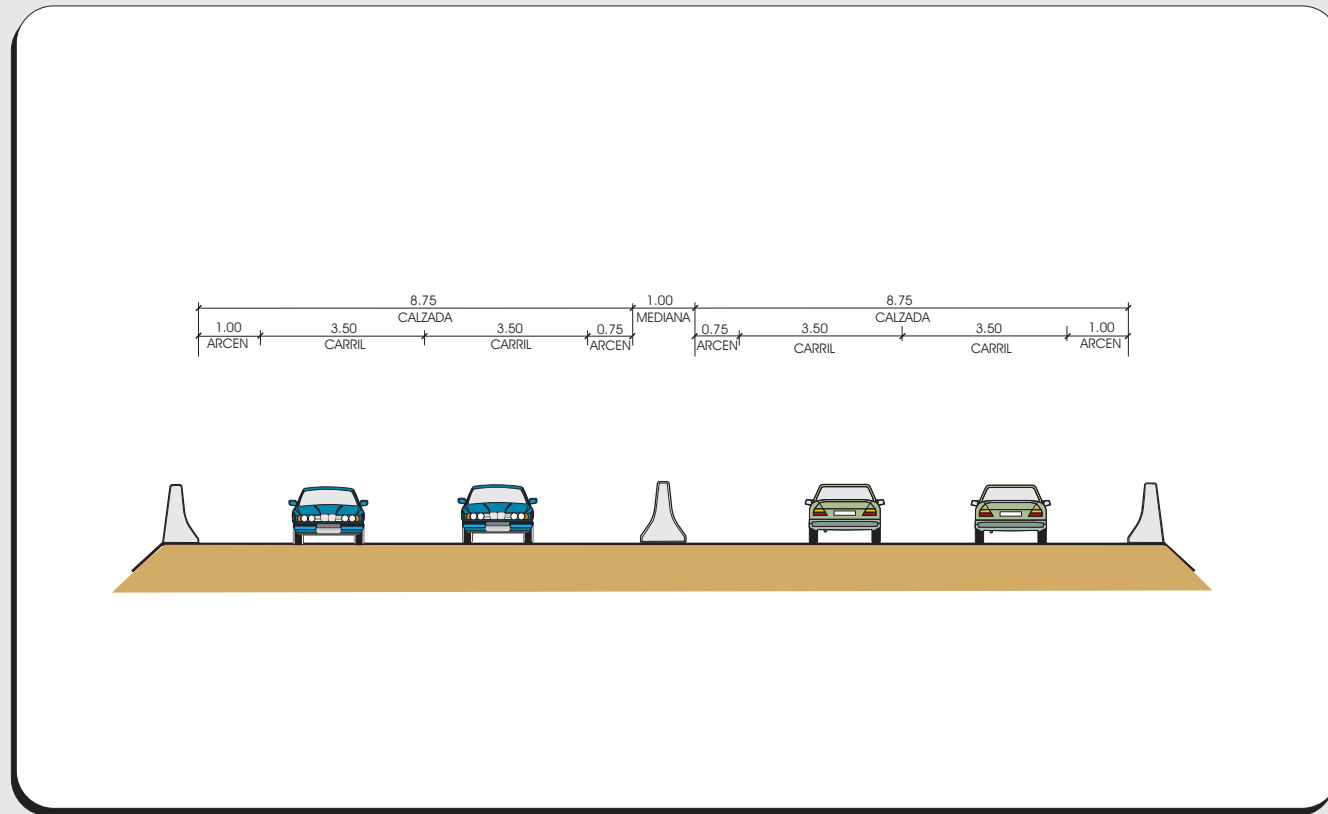 8.75 1.00 8.75
CALZADA MEDIANA CALZADA
1.00 3.50 3.50 0.75 0.75 3.50 3.50 1.00
ARCEN CARRIL CARRIL ARCEN ARCEN CARRIL CARRIL ARCEN